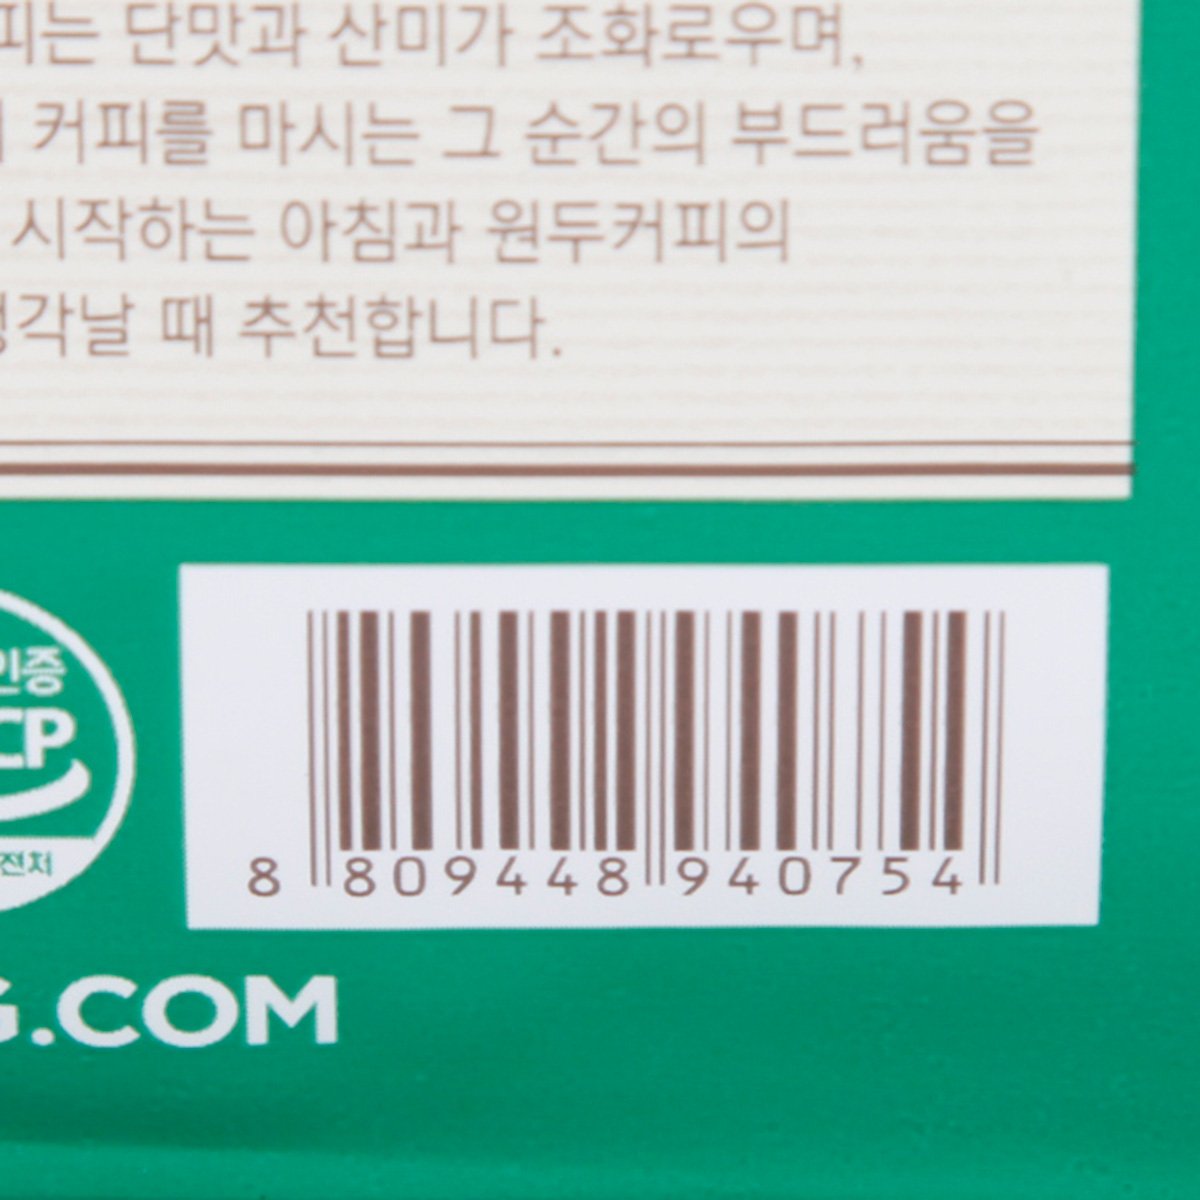 단맛과 산미가 조화로우며,
커피를 마시는 그 순간의 부드러움을
시작하는 아침과 원두커피의
때 추천합니다.
8 809448 940754
.COM